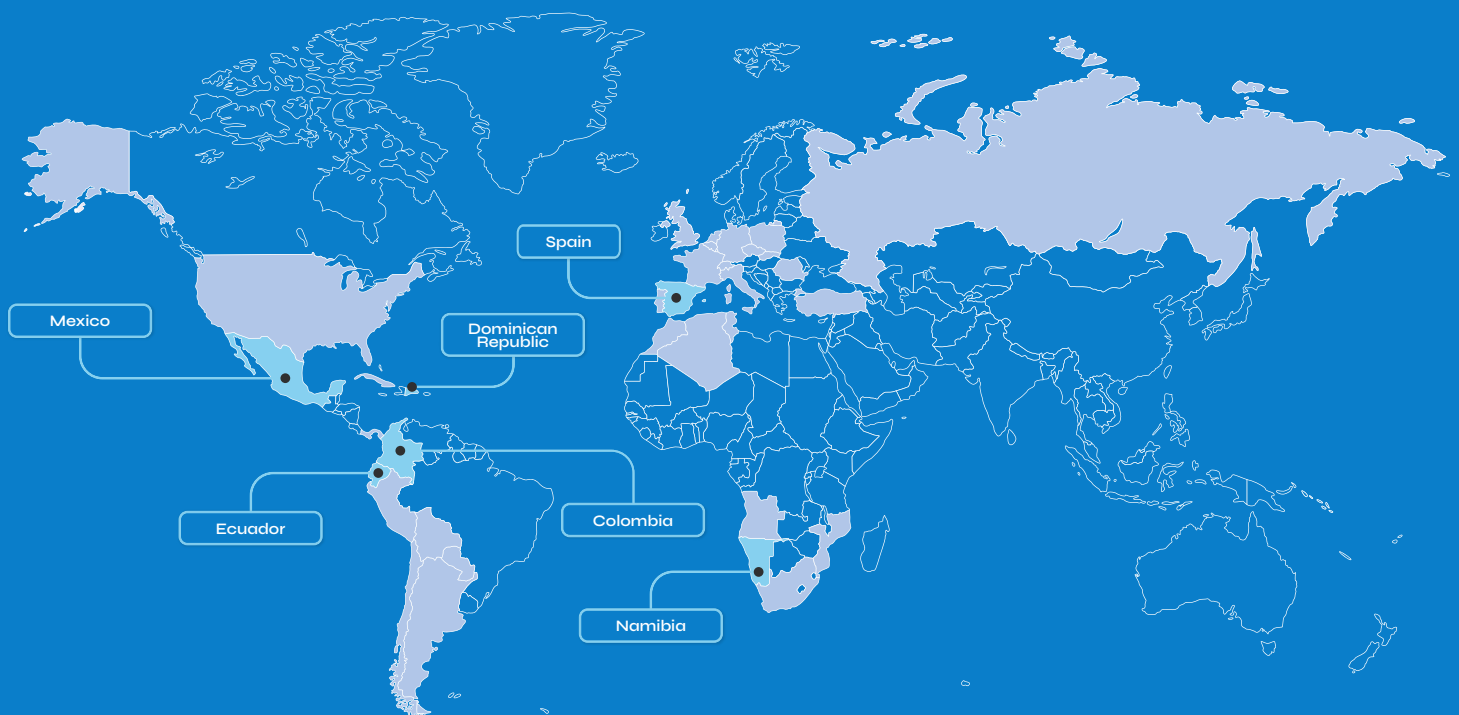 Spain
Mexico
Dominican
Republic
Ecuador
Colombia
Namibia